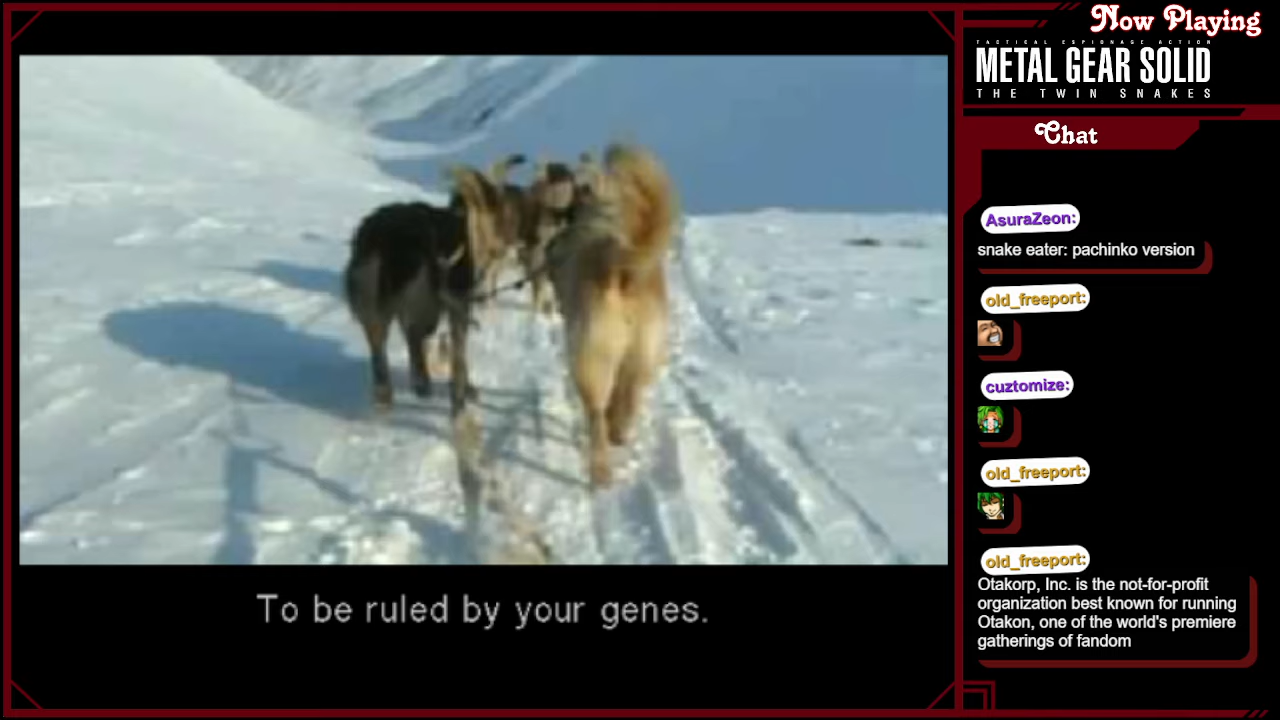 Now Playing
TACTICAL ESPIONAGE ACTION
METAL GEAR SOLID
THE TWIN SNAKES
Chat
AsuraZeon:
snake eater: pachinko version
old_freeport:
cuztomize:
old_freeport:
old_freeport:
Otakorp, Inc. is the not-for-profit
organization best known for running
Otakon, one of the world's premiere
gatherings of fandom
To be ruled by your genes.